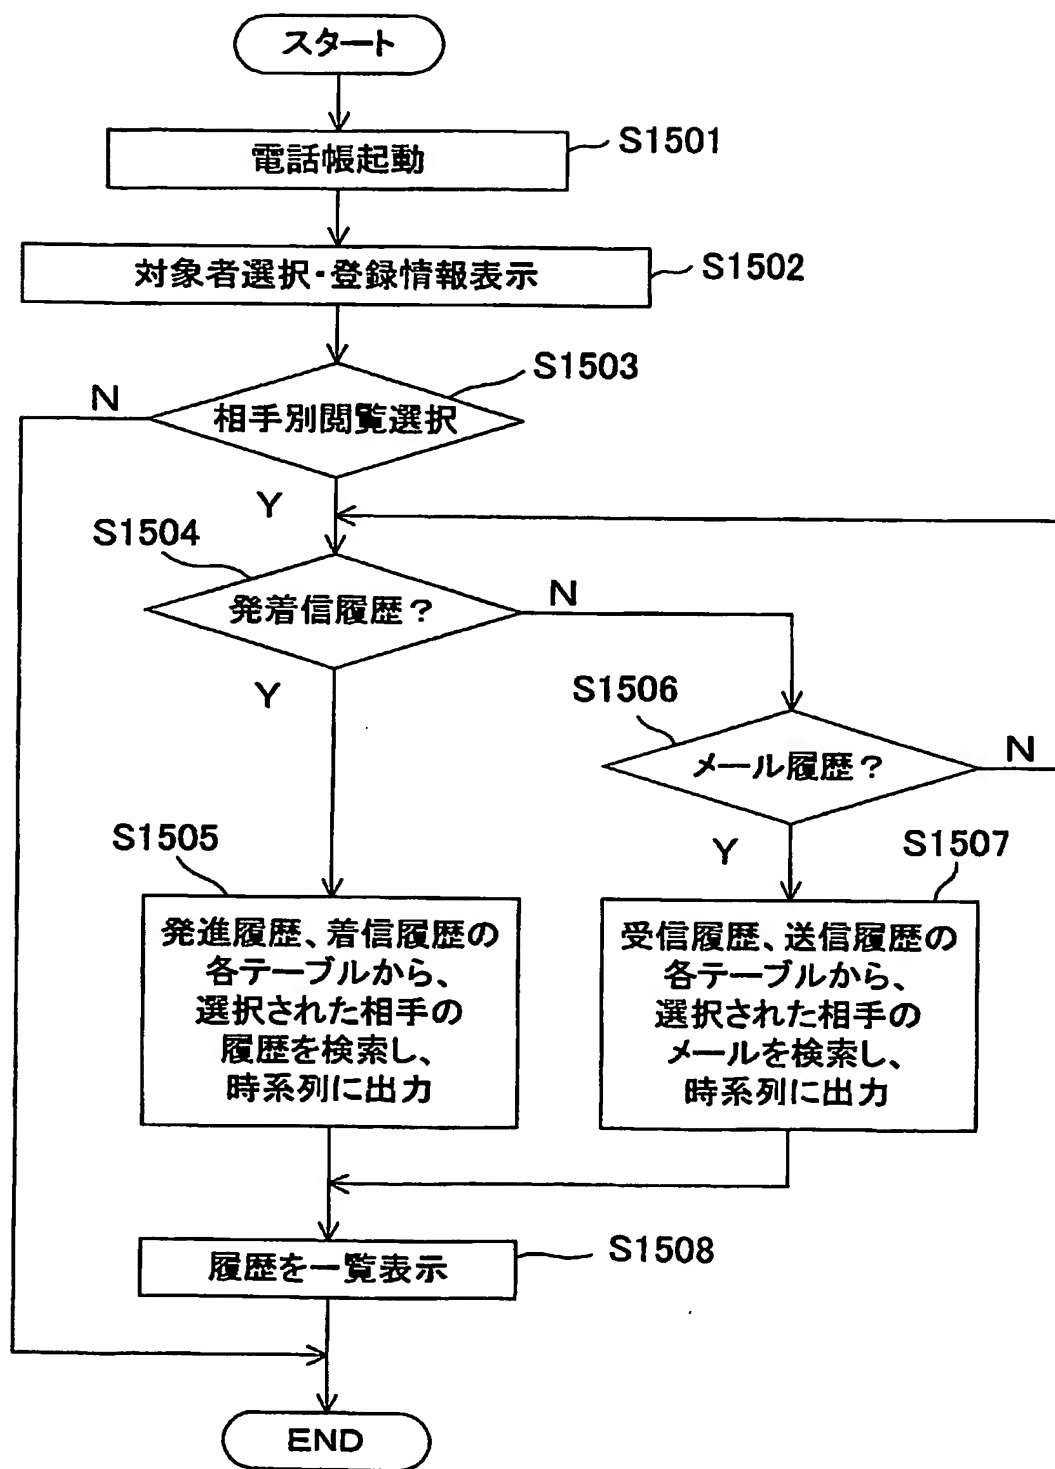 スタート
電話帳起動
S1501
対象者選択・登録情報表示
S1502
S1503
N
相手別閲覧選択
Y
S1504
発着信履歴？
N
Y
S1506
メール履歴？
N
S1505
Y
S1507
発進履歴、着信履歴の
各テーブルから、
選択された相手の
履歴を検索し、
時系列に出力
受信履歴、送信履歴の
各テーブルから、
選択された相手の
メールを検索し、
時系列に出力
履歴を一覧表示
S1508
END